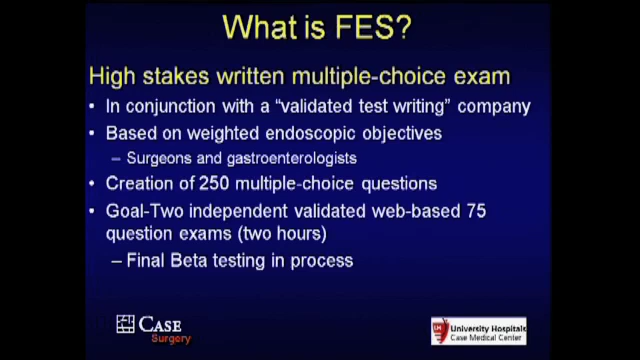 What is FES?
High stakes written multiple-choice exam
• In conjunction with a "validated test writing" company
• Based on weighted endoscopic objectives
– Surgeons and gastroenterologists
• Creation of 250 multiple-choice questions
• Goal-Two independent validated web-based 75
question exams (two hours)
– Final Beta testing in process
CASE
Surgery
University Hospitals
Case Medical Center